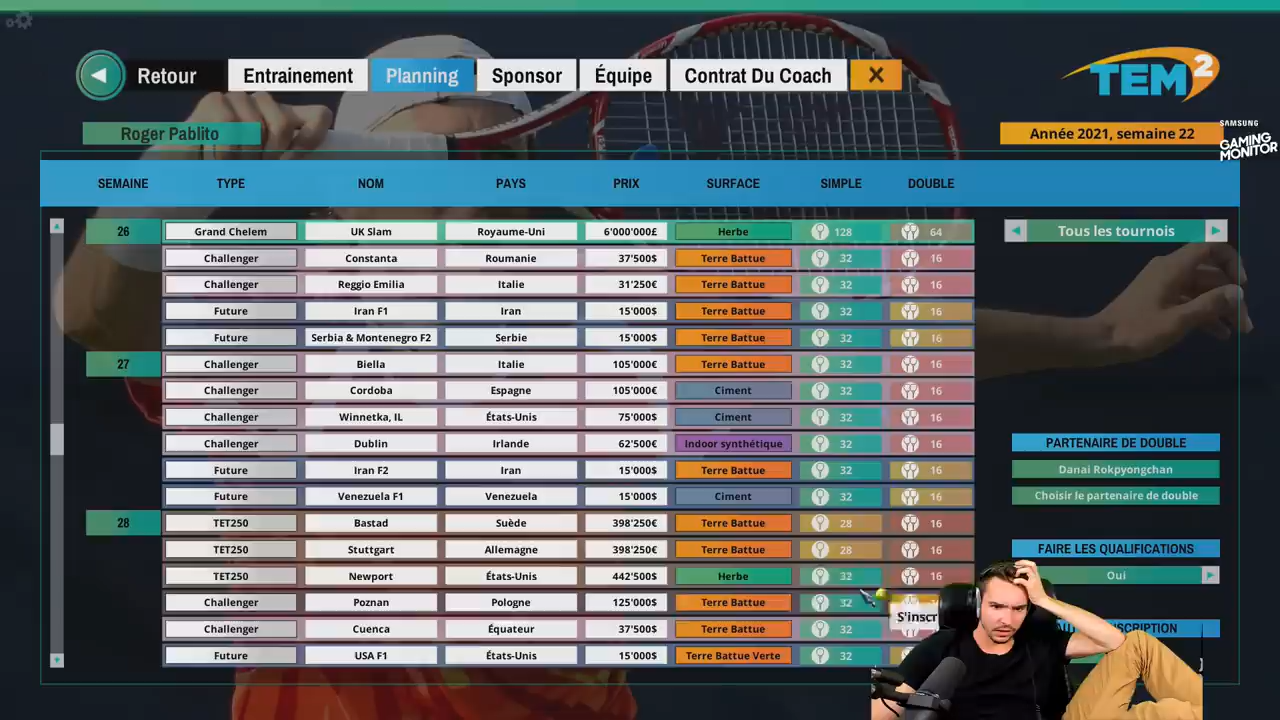 Retour Entrainement Planning Sponsor Équipe Contrat Du Coach X TEM2
Roger Pablito Année 2021, semaine 22 SAMSUNG
GAMING
MONITOR
SEMAINE TYPE NOM PAYS PRIX SURFACE SIMPLE DOUBLE
26 Grand Chelem UK Slam Royaume-Uni 6'000'000£ Herbe 128 64 Tous les tournois
Challenger Constanta Roumanie 37'500$ Terre Battue 32 16
Challenger Reggio Emilia Italie 31'250€ Terre Battue 32 16
Future Iran F1 Iran 15'000$ Terre Battue 32 16
Future Serbia & Montenegro F2 Serbie 15'000$ Terre Battue 32 16
27 Challenger Biella Italie 105'000€ Terre Battue 32 16
Challenger Cordoba Espagne 105'000€ Ciment 32 16
Challenger Winnetka, IL États-Unis 75'000$ Ciment 32 16
Challenger Dublin Irlande 62'500€ Indoor synthétique 32 16 PARTENAIRE DE DOUBLE
Future Iran F2 Iran 15'000$ Terre Battue 32 16 Danai Rokpyongchan
Future Venezuela F1 Venezuela 15'000$ Ciment 32 16 Choisir le partenaire de double
28 TET250 Bastad Suède 398'250€ Terre Battue 28 16
TET250 Stuttgart Allemagne 398'250€ Terre Battue 28 16 FAIRE LES QUALIFICATIONS
TET250 Newport États-Unis 442'500$ Herbe 32 16 Oui
Challenger Poznan Pologne 125'000$ Terre Battue 32
Challenger Cuenca Équateur 37'500$ Terre Battue 32 S'inscr
Future USA F1 États-Unis 15'000$ Terre Battue Verte 32